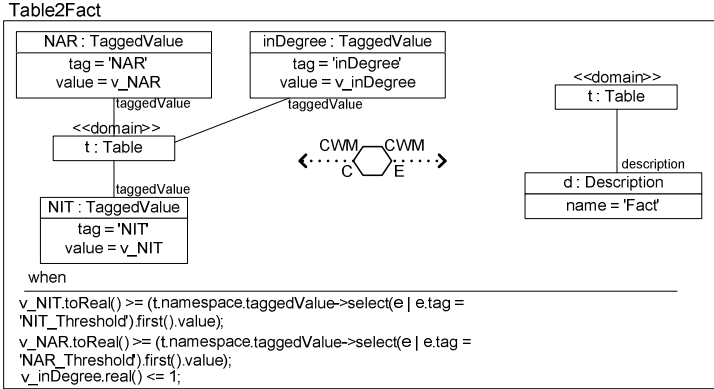 Table2Fact
NAR : TaggedValue
tag = 'NAR'
value = v_NAR
taggedValue
inDegree : TaggedValue
tag = 'inDegree'
value = v_inDegree
taggedValue
<<domain>>
t : Table
taggedValue
NIT : TaggedValue
tag = 'NIT'
value = v_NIT
CWM CWM
C E
<<domain>>
t : Table
description
d : Description
name = 'Fact'
when
v_NIT.toReal() >= (t.namespace.taggedValue->select(e | e.tag =
'NIT_Threshold').first().value);
v_NAR.toReal() >= (t.namespace.taggedValue->select(e | e.tag =
'NAR_Threshold').first().value);
v_inDegree.real() <= 1;